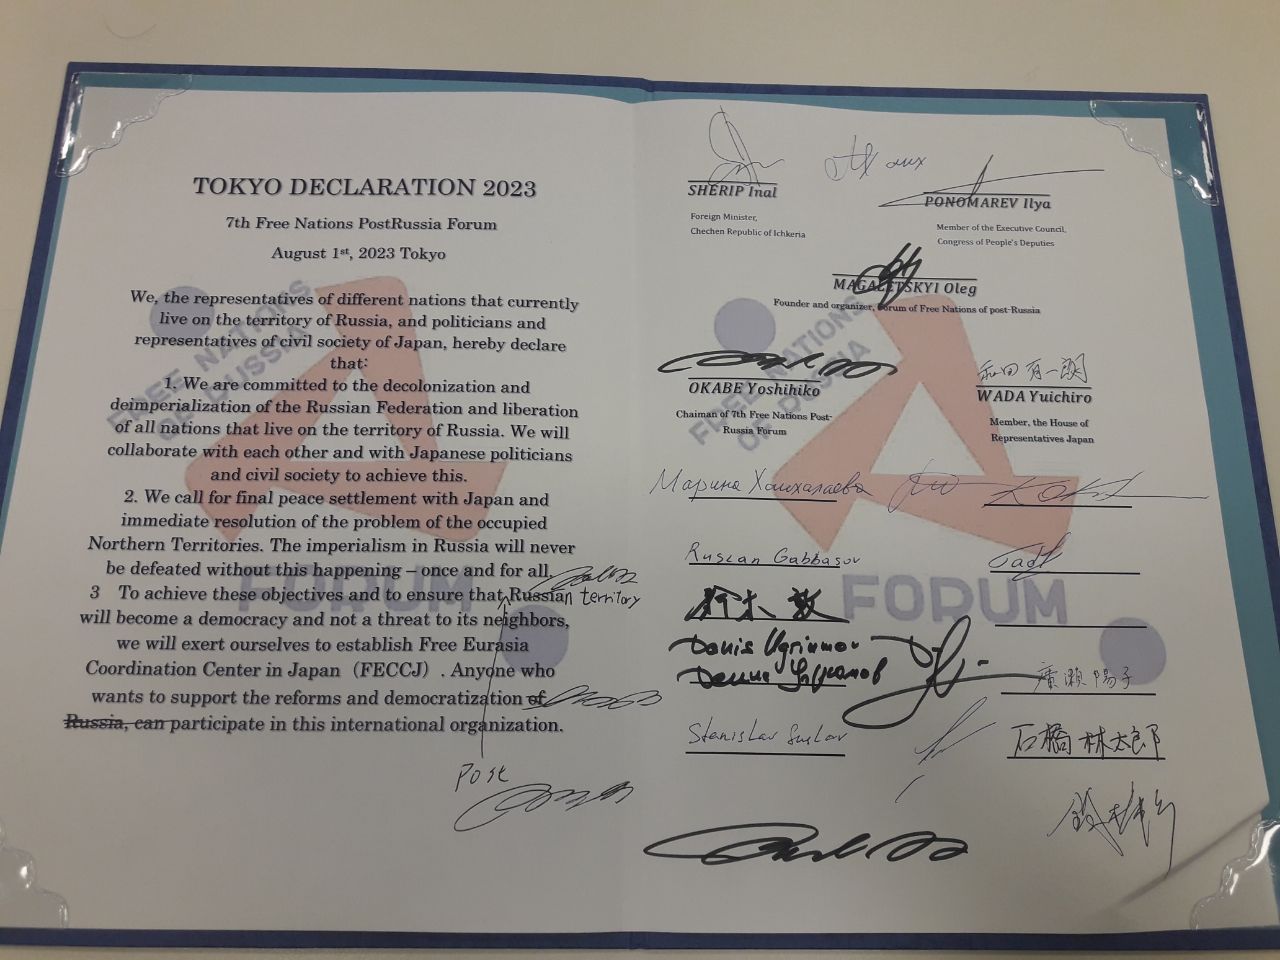 TOKYO DECLARATION 2023
7th Free Nations PostRussia Forum
August 1st, 2023 Tokyo
We, the representatives of different nations that currently
live on the territory of Russia, and politicians and
representatives of civil society of Japan, hereby declare
that:
1. We are committed to the decolonization and
deimperialization of the Russian Federation and liberation
of all nations that live on the territory of Russia. We will
collaborate with each other and with Japanese politicians
and civil society to achieve this.
2. We call for final peace settlement with Japan and
immediate resolution of the problem of the occupied
Northern Territories. The imperialism in Russia will never
be defeated without this happening – once and for all.
3 To achieve these objectives and to ensure that Russian territory
will become a democracy and not a threat to its neighbors,
we will exert ourselves to establish Free Eurasia
Coordination Center in Japan (FECCJ) . Anyone who
wants to support the reforms and democratization of
Russia, can participate in this international organization.
Post
FREE NATIONS
OF RUSSIA
FORUM
SHERIP Inal
Foreign Minister,
Chechen Republic of Ichkeria
PONOMAREV Ilya
Member of the Executive Council,
Congress of People's Deputies
MAGALETSKYI Oleg
Founder and organizer, Forum of Free Nations of post-Russia
OKABE Yoshihiko
Chaiman of 7th Free Nations Post-
Russia Forum
和田有一朗
WADA Yuichiro
Member, the House of
Representatives Japan
FREE NATIONS
OF RUSSIA
FORUM
Марина Ханхалаева
Ruslan Gabbasov
鈴木
Denis Ugrimov
Денис Угримов
廣瀬陽子
Stanislav Suslov
石橋林太郎